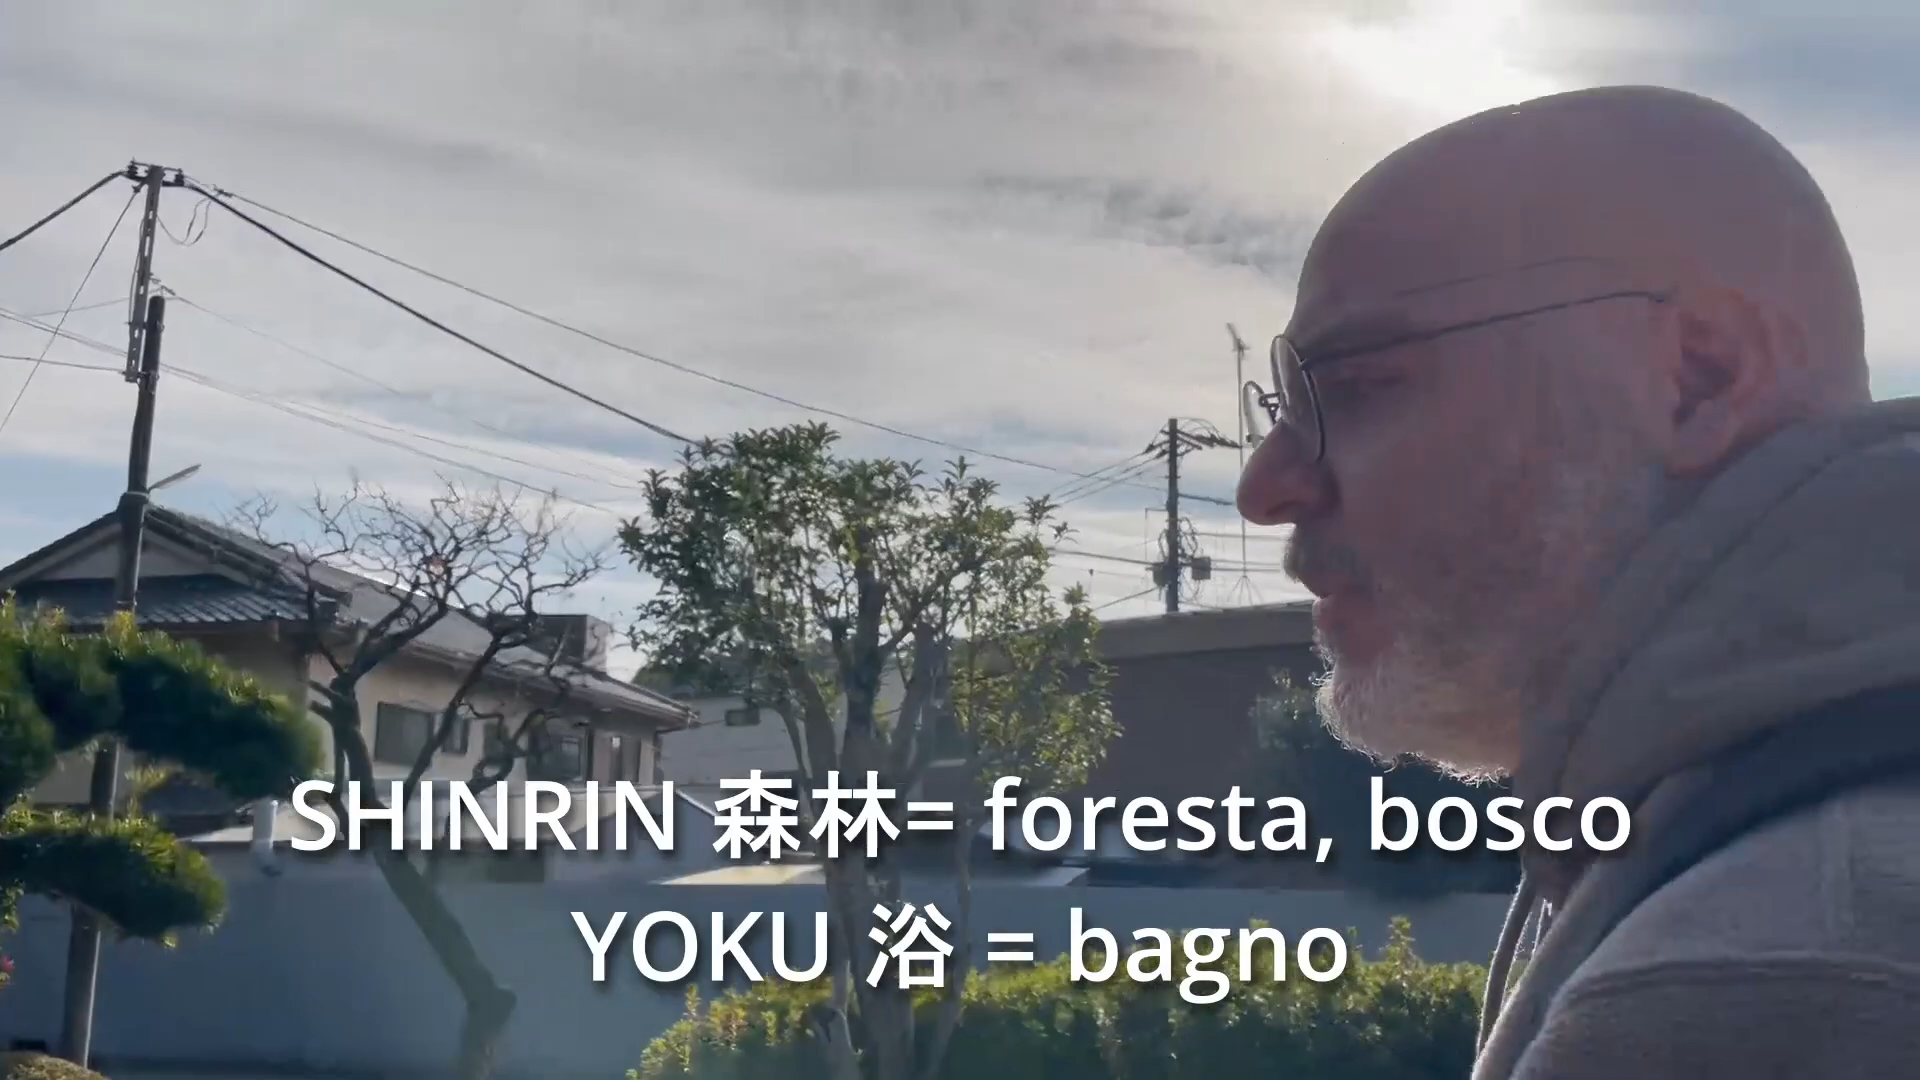 SHINRIN 森林= foresta, bosco
YOKU 浴 = bagno